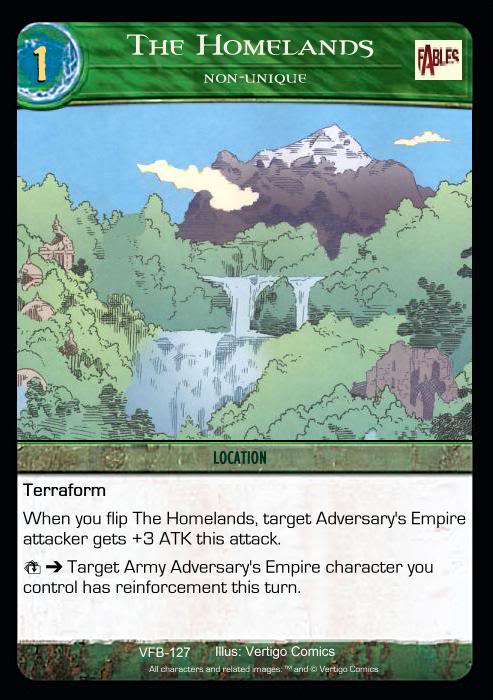 1
The Homelands
FABLES
NON-UNIQUE
LOCATION
Terraform
When you flip The Homelands, target Adversary's Empire
attacker gets +3 ATK this attack.
➔ Target Army Adversary's Empire character you
control has reinforcement this turn.
VFB-127 Illus: Vertigo Comics
All characters and related images: ™ and © Vertigo Comics